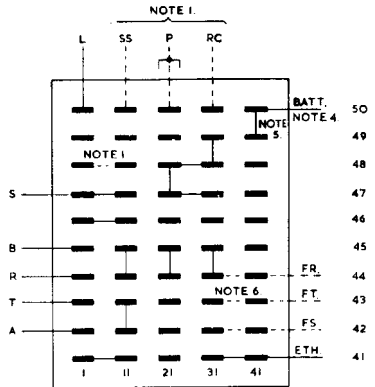 NOTE 1.
L SS P RC
BATT. 50
NOTE 4.
NOTE 5. 49
NOTE 1 48
S 47
46
B 45
R FR. 44
T NOTE 6. FT. 43
A FS. 42
ETH. 41
1 11 21 31 41